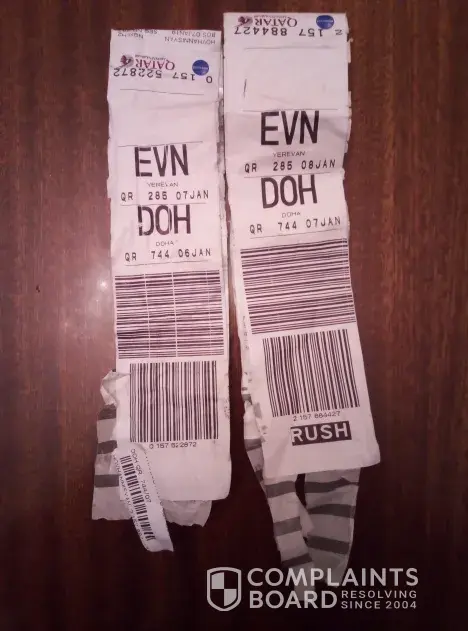 QATAR
0 157 522872
EVN
YEREVAN
QR 285 07JAN
DOH
DOHA
QR 744 06JAN
0 157 522872
QATAR
2 157 884427
EVN
YEREVAN
QR 285 08JAN
DOH
DOHA
QR 744 07JAN
2 157 884427
RUSH
COMPLAINTS
BOARD RESOLVING
SINCE 2004